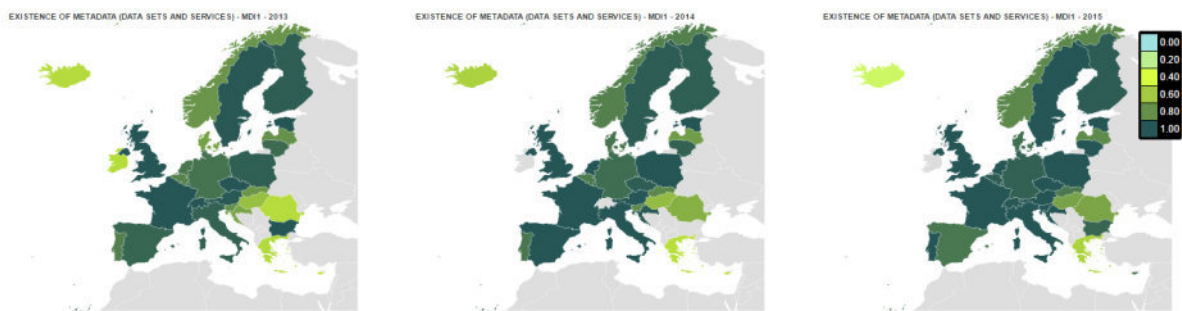 EXISTENCE OF METADATA (DATA SETS AND SERVICES) - MDI1 - 2013
EXISTENCE OF METADATA (DATA SETS AND SERVICES) - MDI1 - 2014
EXISTENCE OF METADATA (DATA SETS AND SERVICES) - MDI1 - 2015
0.00
0.20
0.40
0.60
0.80
1.00